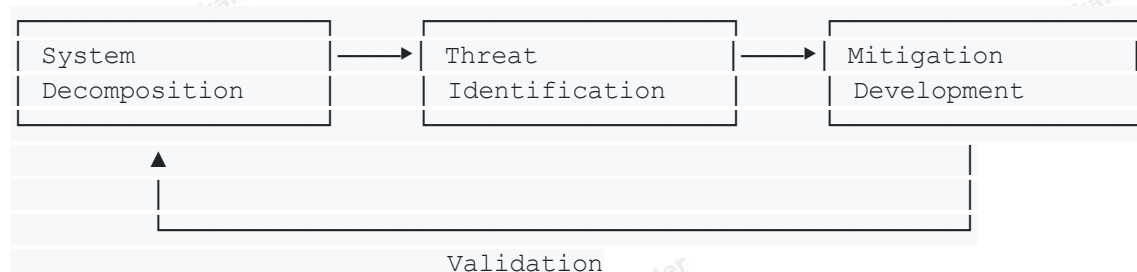 System
Decomposition
Threat
Identification
Mitigation
Development
Validation